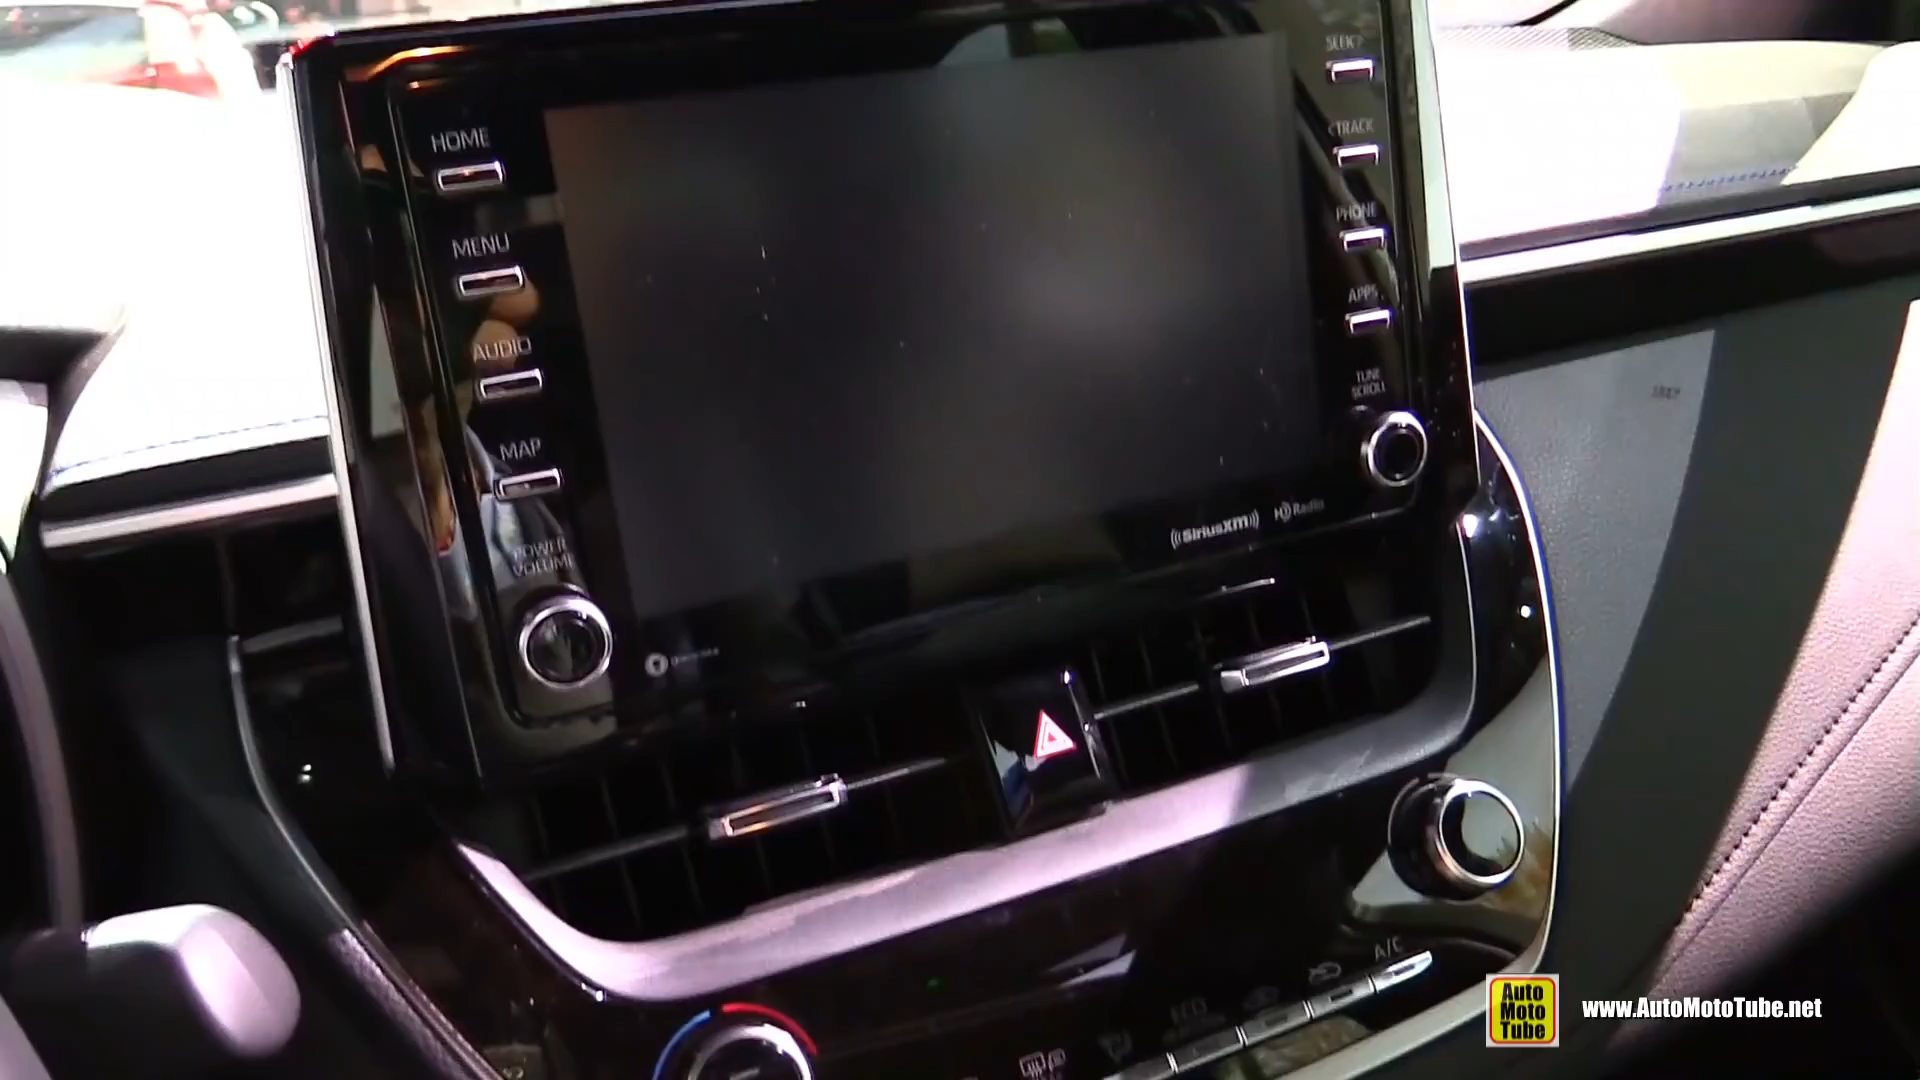 HOME
MENU
AUDIO
MAP
POWER
VOLUME
SEEK>
<TRACK
PHONE
APPS
TUNE
SCROLL
SiriusXM
HD Radio
A/C
ECO
Auto
Moto
Tube
www.AutoMotoTube.net